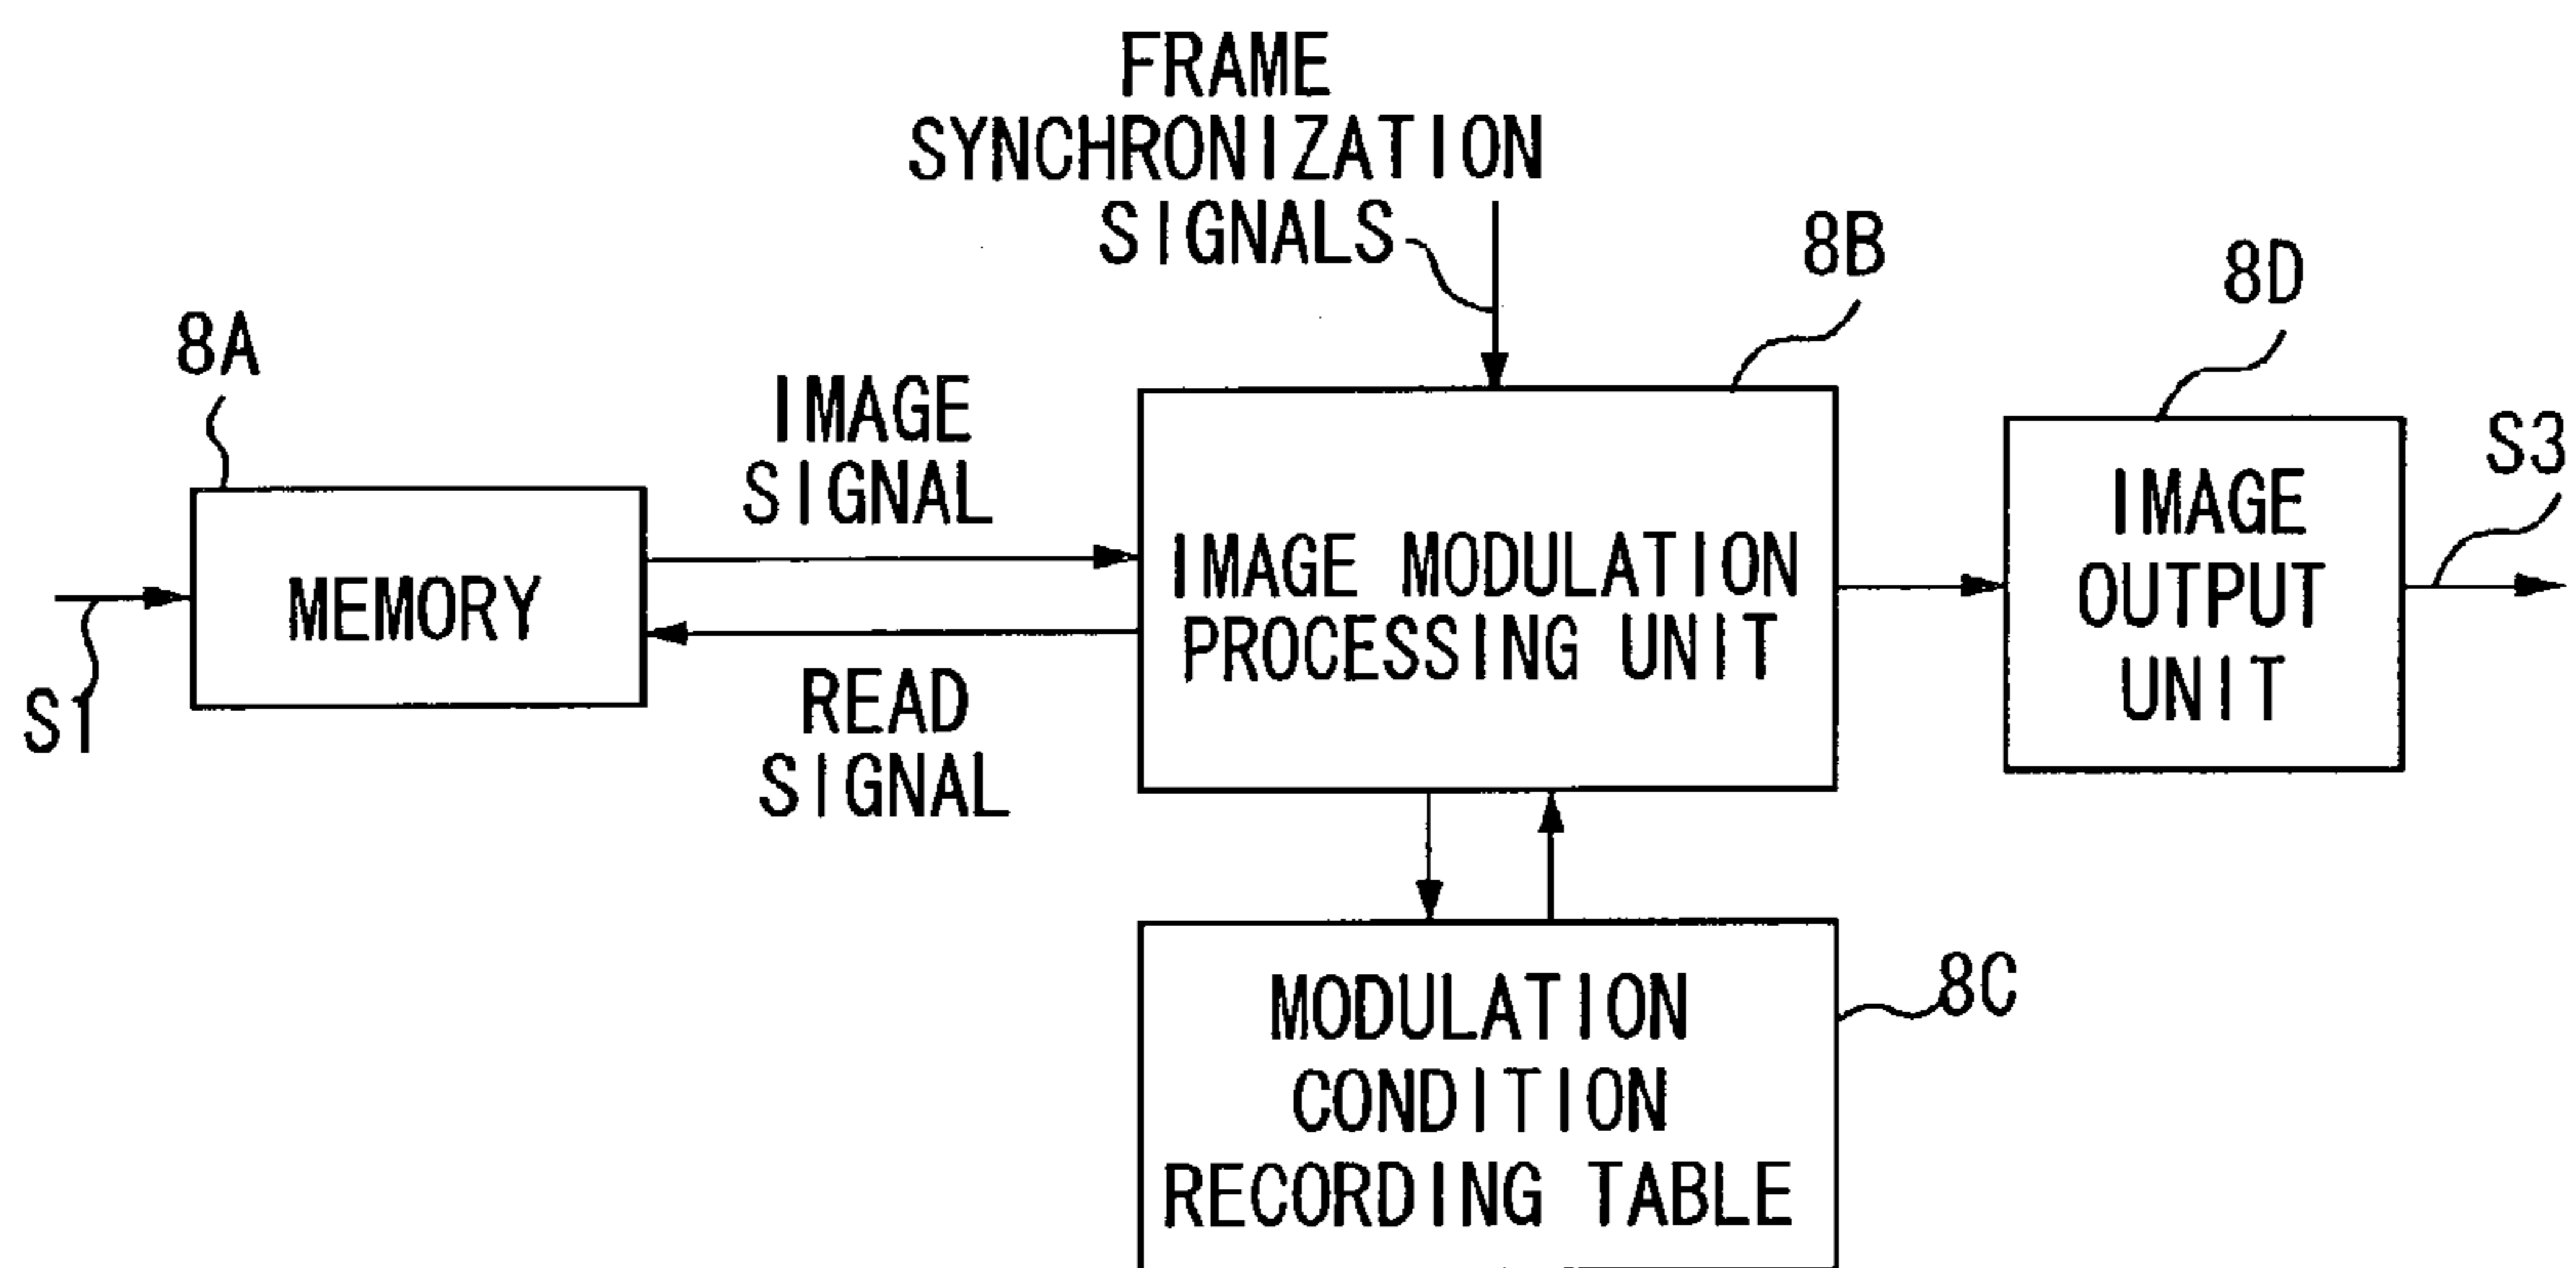 FRAME
SYNCHRONIZATION
SIGNALS
8B
8D
8A
IMAGE
SIGNAL
S3
MEMORY
IMAGE MODULATION
PROCESSING UNIT
IMAGE
OUTPUT
UNIT
S1
READ
SIGNAL
MODULATION
CONDITION
RECORDING TABLE
8C